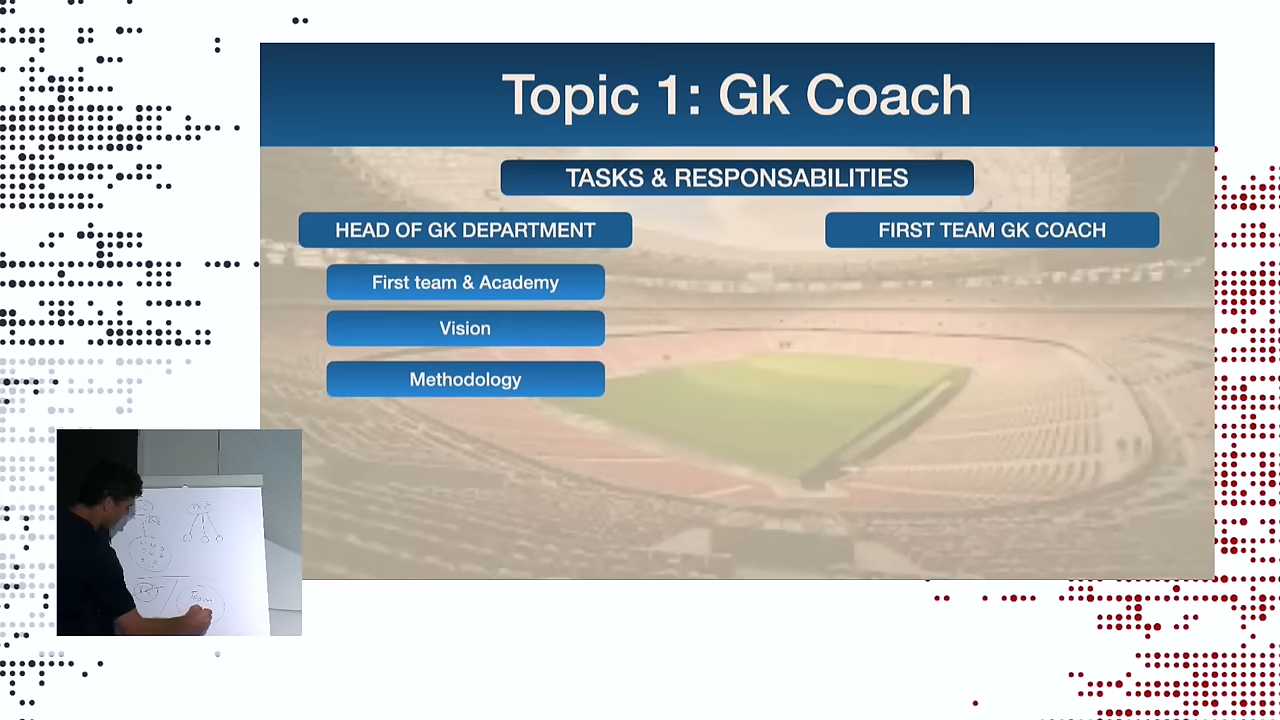 Topic 1: Gk Coach
TASKS & RESPONSABILITIES
HEAD OF GK DEPARTMENT
FIRST TEAM GK COACH
First team & Academy
Vision
Methodology